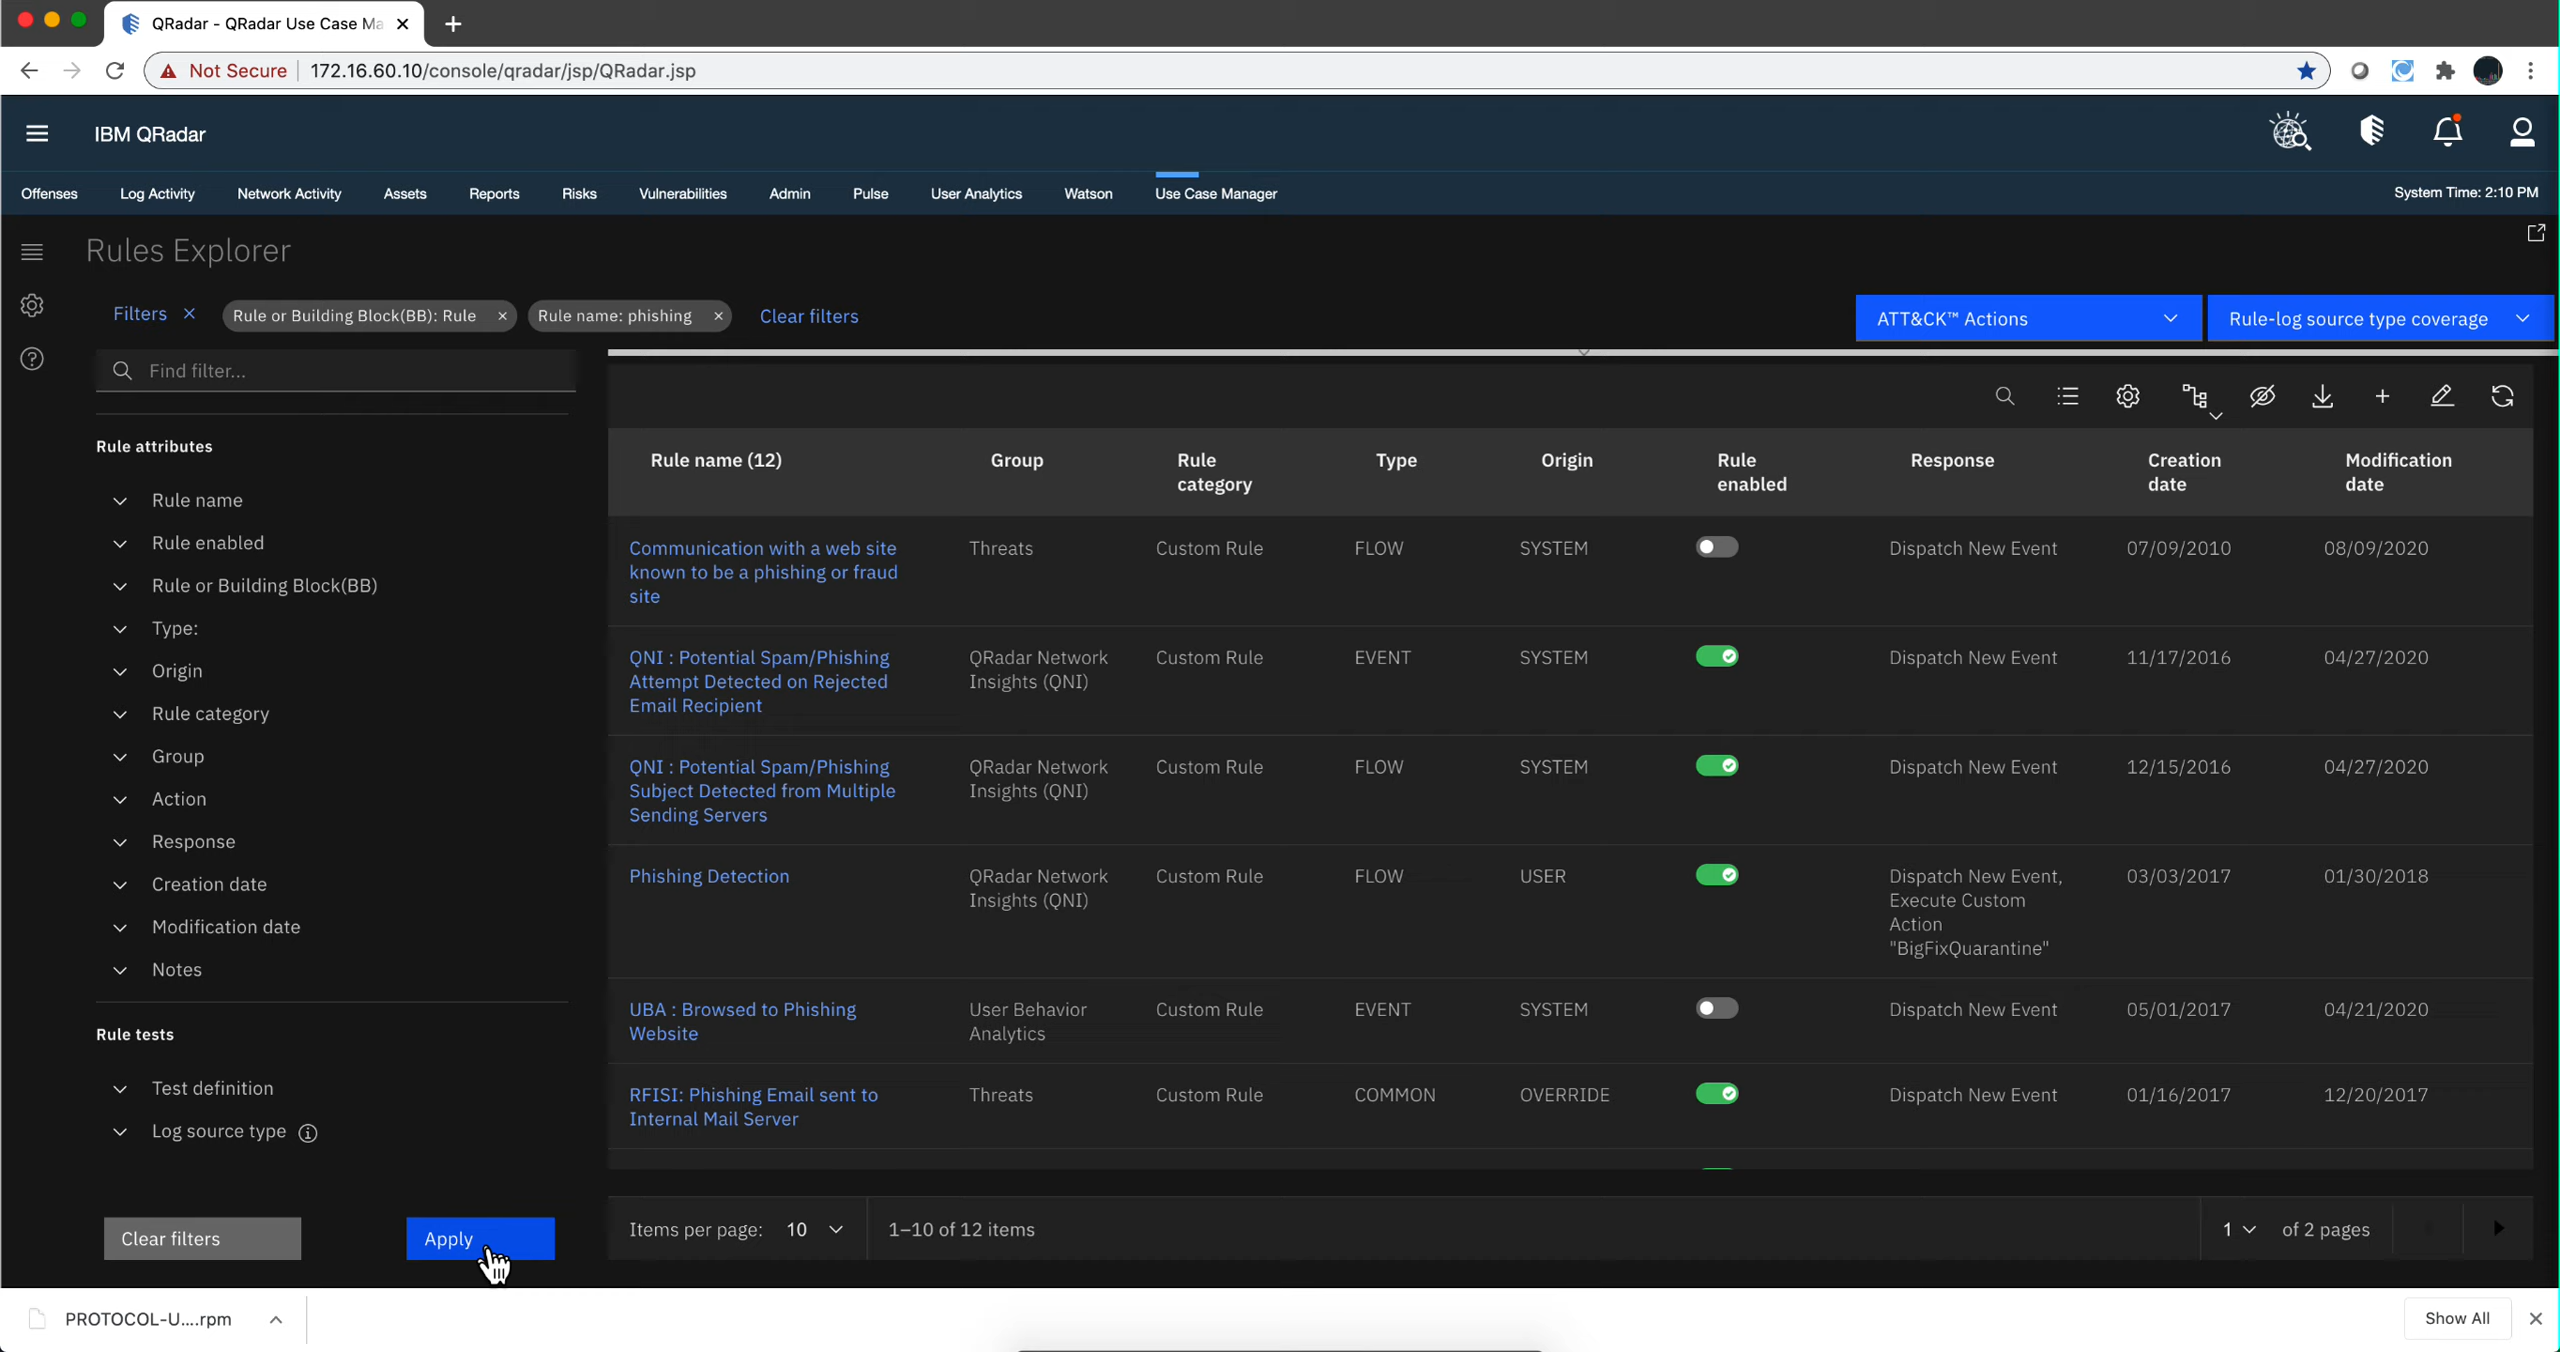 QRadar - QRadar Use Case Ma
Not Secure 172.16.60.10/console/qradar/jsp/QRadar.jsp
IBM QRadar
Offenses Log Activity Network Activity Assets Reports Risks Vulnerabilities Admin Pulse User Analytics Watson Use Case Manager System Time: 2:10 PM
Rules Explorer
Filters Rule or Building Block(BB): Rule Rule name: phishing Clear filters ATT&CK™ Actions Rule-log source type coverage
Find filter...
Rule attributes
Rule name
Rule enabled
Rule or Building Block(BB)
Type:
Origin
Rule category
Group
Action
Response
Creation date
Modification date
Notes
Rule tests
Test definition
Log source type
Clear filters Apply
Rule name (12) Group Rule Type Origin Rule Response Creation Modification
category enabled date date
Communication with a web site Threats Custom Rule FLOW SYSTEM Dispatch New Event 07/09/2010 08/09/2020
known to be a phishing or fraud
site
QNI : Potential Spam/Phishing QRadar Network Custom Rule EVENT SYSTEM Dispatch New Event 11/17/2016 04/27/2020
Attempt Detected on Rejected Insights (QNI)
Email Recipient
QNI : Potential Spam/Phishing QRadar Network Custom Rule FLOW SYSTEM Dispatch New Event 12/15/2016 04/27/2020
Subject Detected from Multiple Insights (QNI)
Sending Servers
Phishing Detection QRadar Network Custom Rule FLOW USER Dispatch New Event, 03/03/2017 01/30/2018
Insights (QNI) Execute Custom
Action
"BigFixQuarantine"
UBA : Browsed to Phishing User Behavior Custom Rule EVENT SYSTEM Dispatch New Event 05/01/2017 04/21/2020
Website Analytics
RFISI: Phishing Email sent to Threats Custom Rule COMMON OVERRIDE Dispatch New Event 01/16/2017 12/20/2017
Internal Mail Server
Items per page: 10 1–10 of 12 items 1 of 2 pages
PROTOCOL-U....rpm Show All